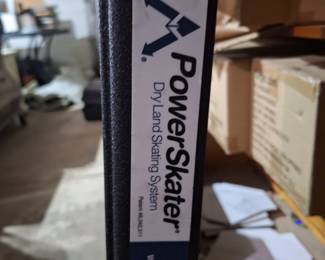 PowerSkater®
Dry Land Skating System